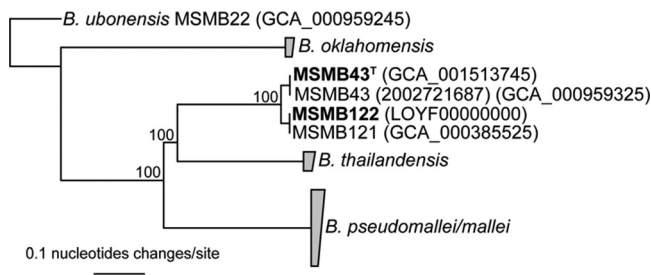 B. ubonensis MSMB22 (GCA_000959245)
B. oklahomensis
MSMB43ᵀ (GCA_001513745)
MSMB43 (2002721687) (GCA_000959325)
100
MSMB122 (LOYF00000000)
MSMB121 (GCA_000385525)
100
B. thailandensis
100
B. pseudomallei/mallei
0.1 nucleotides changes/site